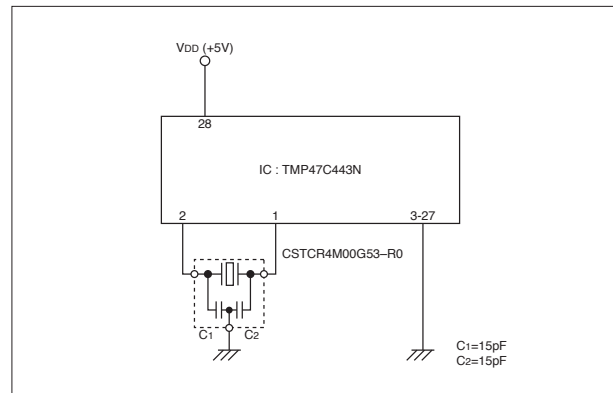 VDD (+5V)
28
IC : TMP47C443N
2 1 3-27
CSTCR4M00G53–R0
C1 C2
C1=15pF
C2=15pF